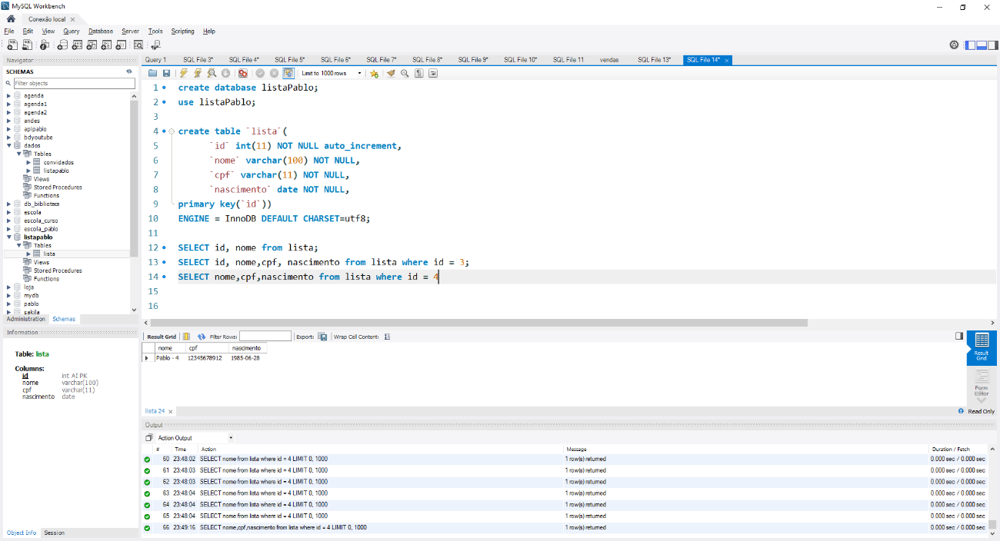 MySQL Workbench
Conexão local
File Edit View Query Database Server Tools Scripting Help
Navigator
SCHEMAS
Filter objects
agenda
agenda1
agenda2
andes
apipablo
bdyoutube
dados
Tables
convidados
listapablo
Views
Stored Procedures
Functions
db_biblioteca
escola
escola_curso
escola_pablo
listapablo
Tables
lista
Views
Stored Procedures
Functions
loja
mydb
pablo
sakila
Administration Schemas
Information
Table: lista
Columns:
id int AI PK
nome varchar(100)
cpf varchar(11)
nascimento date
Object Info Session
Query 1 SQL File 3* SQL File 4* SQL File 5* SQL File 6* SQL File 7* SQL File 8* SQL File 9* SQL File 10* SQL File 11 vendas SQL File 13* SQL File 14*
Limit to 1000 rows
1 create database listaPablo;
2 use listaPablo;
3
4 create table `lista`(
5 `id` int(11) NOT NULL auto_increment,
6 `nome` varchar(100) NOT NULL,
7 `cpf` varchar(11) NOT NULL,
8 `nascimento` date NOT NULL,
9 primary key(`id`))
10 ENGINE = InnoDB DEFAULT CHARSET=utf8;
11
12 SELECT id, nome from lista;
13 SELECT id, nome,cpf, nascimento from lista where id = 3;
14 SELECT nome,cpf,nascimento from lista where id = 4
15
16
Result Grid Filter Rows: Export: Wrap Cell Content:
nome cpf nascimento
Pablo - 4 12345678912 1985-06-28
Result Grid
Form Editor
lista 24
Read Only
Output
Action Output
# Time Action Message Duration / Fetch
60 23:48:02 SELECT nome from lista where id = 4 LIMIT 0, 1000 1 row(s) returned 0.000 sec / 0.000 sec
61 23:48:03 SELECT nome from lista where id = 4 LIMIT 0, 1000 1 row(s) returned 0.000 sec / 0.000 sec
62 23:48:03 SELECT nome from lista where id = 4 LIMIT 0, 1000 1 row(s) returned 0.000 sec / 0.000 sec
63 23:48:04 SELECT nome from lista where id = 4 LIMIT 0, 1000 1 row(s) returned 0.000 sec / 0.000 sec
64 23:48:04 SELECT nome from lista where id = 4 LIMIT 0, 1000 1 row(s) returned 0.000 sec / 0.000 sec
65 23:48:04 SELECT nome from lista where id = 4 LIMIT 0, 1000 1 row(s) returned 0.000 sec / 0.000 sec
66 23:49:16 SELECT nome,cpf,nascimento from lista where id = 4 LIMIT 0, 1000 1 row(s) returned 0.000 sec / 0.000 sec